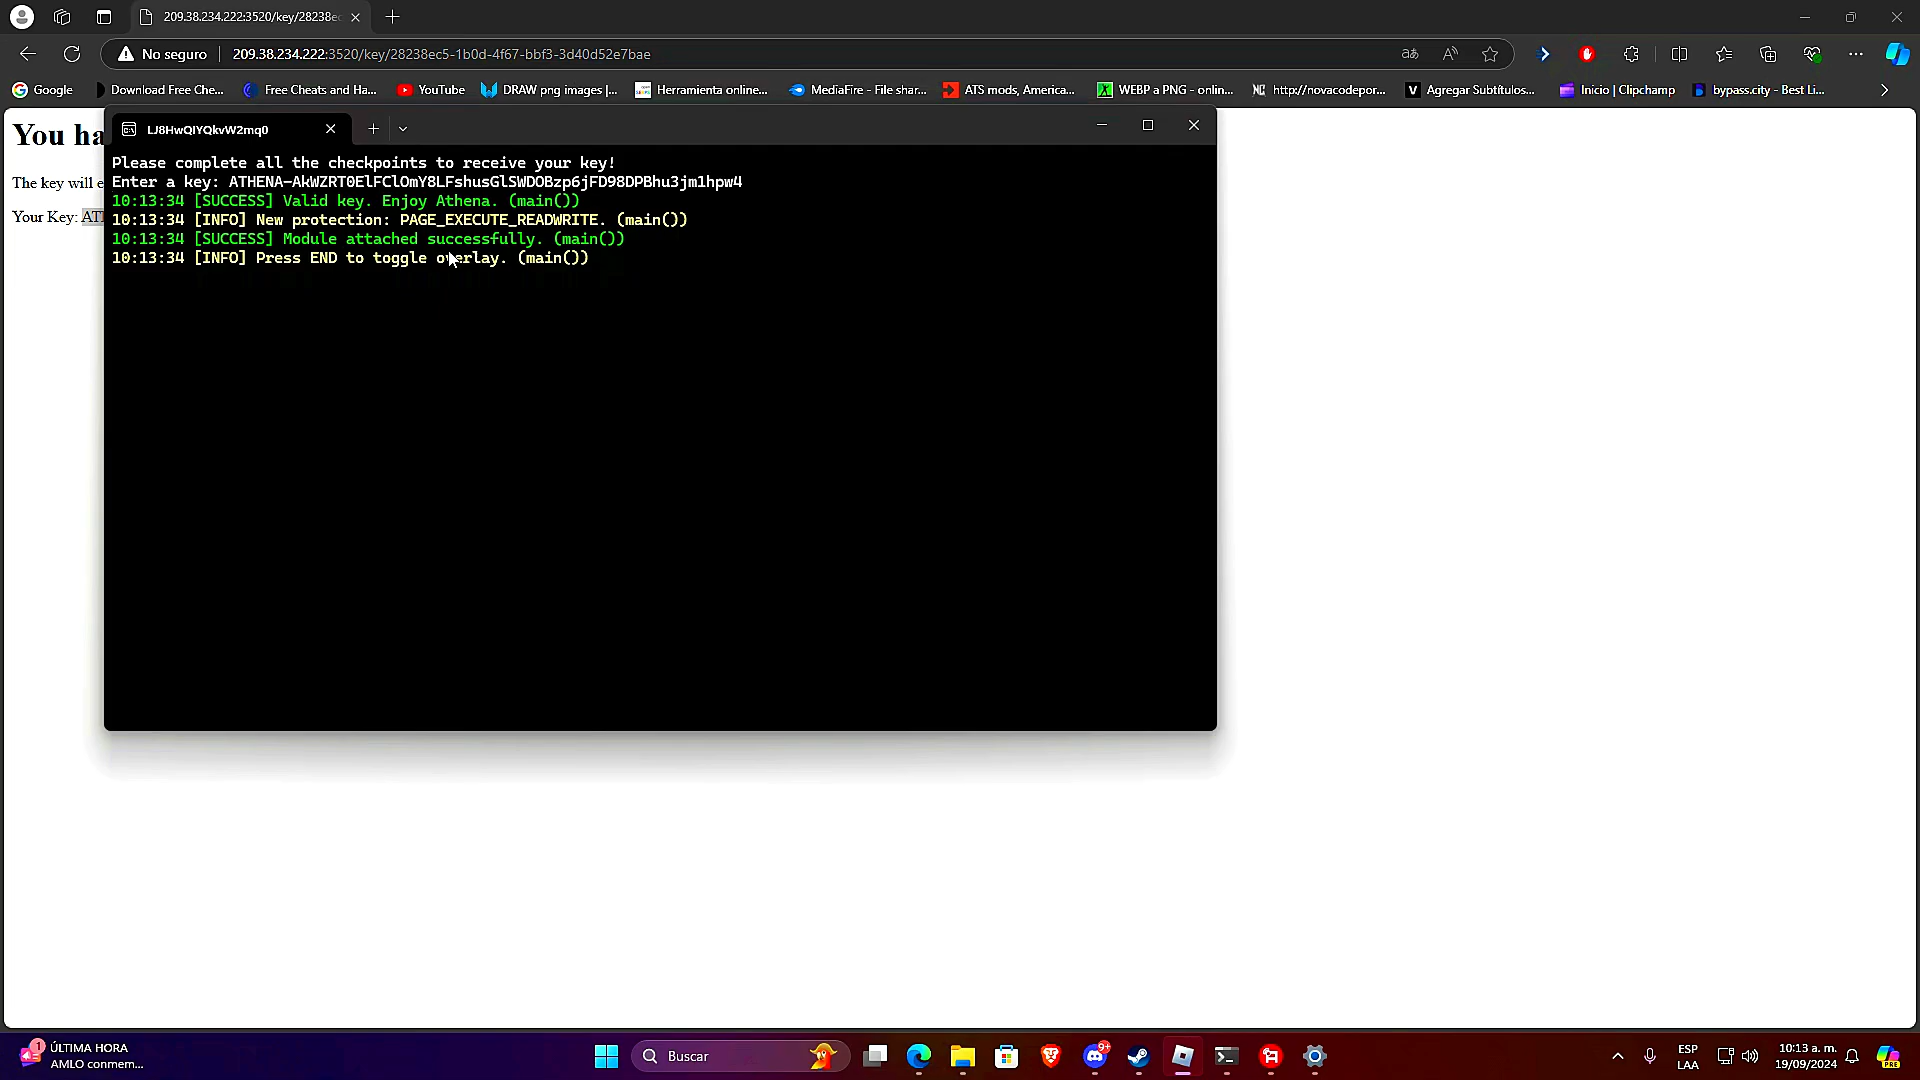 209.38.234.222:3520/key/28238ec
No seguro
209.38.234.222:3520/key/28238ec5-1b0d-4f67-bbf3-3d40d52e7bae
Google
Download Free Che...
Free Cheats and Ha...
YouTube
DRAW png images |...
Herramienta online...
MediaFire - File shar...
ATS mods, America...
WEBP a PNG - onlin...
http://novacodepor...
Agregar Subtítulos...
Inicio | Clipchamp
bypass.city - Best Li...
You ha
The key will e
Your Key: ATH
LJ8HwQIYQkvW2mq0
Please complete all the checkpoints to receive your key!
Enter a key: ATHENA-AkWZRT0ElFClOmY8LFshusGlSWDOBzp6jFD98DPBhu3jm1hpw4
10:13:34 [SUCCESS] Valid key. Enjoy Athena. (main())
10:13:34 [INFO] New protection: PAGE_EXECUTE_READWRITE. (main())
10:13:34 [SUCCESS] Module attached successfully. (main())
10:13:34 [INFO] Press END to toggle overlay. (main())
1
ÚLTIMA HORA
AMLO conmem...
Buscar
9+
ESP
LAA
10:13 a. m.
19/09/2024
PRE